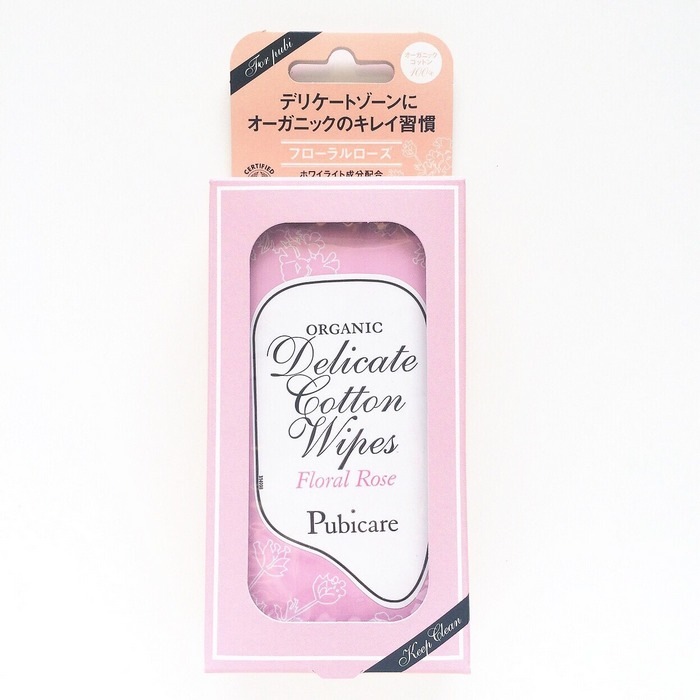 For pubi
オーガニック
コットン
100%
デリケートゾーンに
オーガニックのキレイ習慣
フローラルローズ
CERTIFIED
ホワイライト成分配合
ORGANIC
Delicate
Cotton
Wipes
Floral Rose
Pubicare
Keep Clean